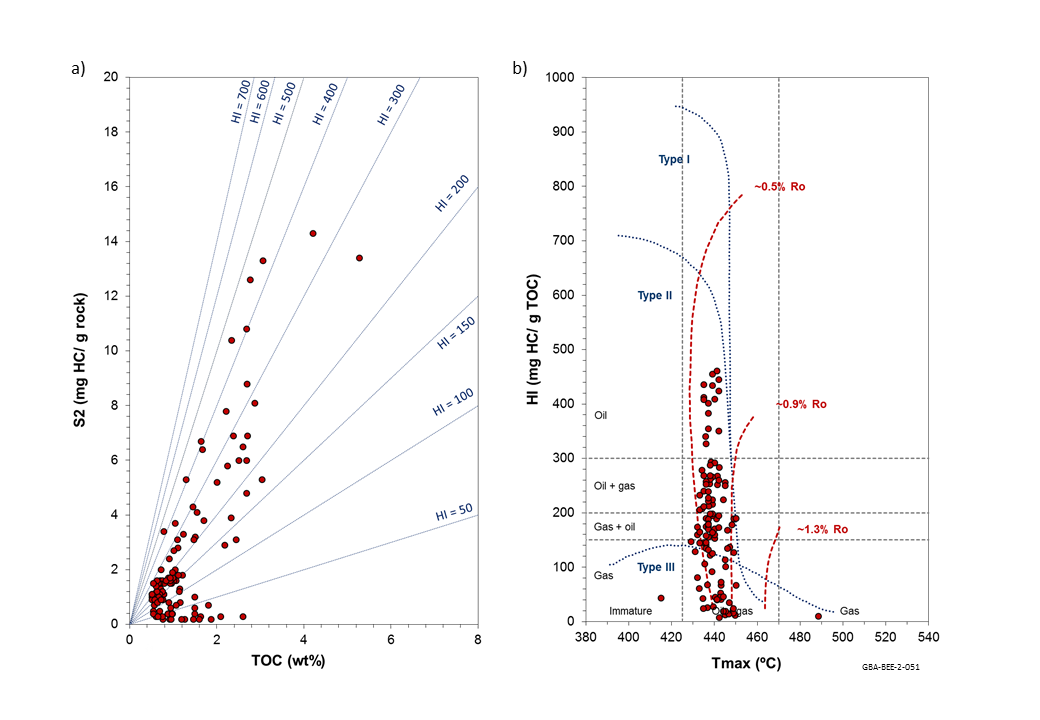 a)
20
18
16
14
12
10
8
6
4
2
0
S2 (mg HC/ g rock)
HI = 700
HI = 600
HI = 500
HI = 400
HI = 300
HI = 200
HI = 150
HI = 100
HI = 50
0
2
4
6
8
TOC (wt%)
b)
1000
900
800
700
600
500
400
300
200
100
0
HI (mg HC/ g TOC)
Type I
~0.5% Ro
Type II
~0.9% Ro
Oil
Oil + gas
Gas + oil
~1.3% Ro
Type III
Gas
Immature
gas
Gas
380
400
420
440
460
480
500
520
540
Tmax (ºC)
GBA-BEE-2-051